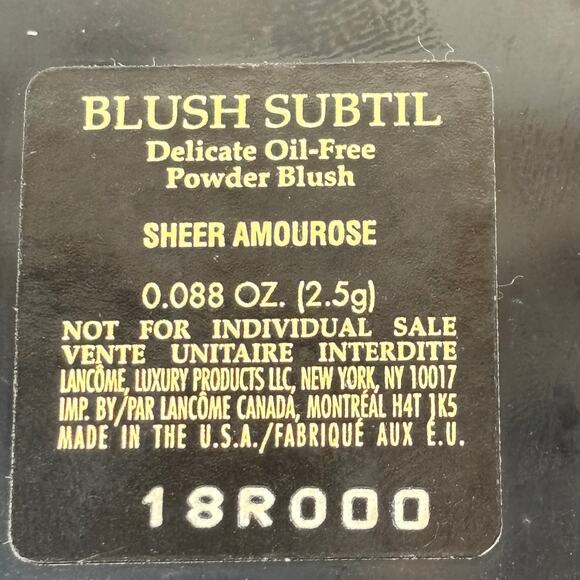 BLUSH SUBTIL
Delicate Oil-Free
Powder Blush
SHEER AMOUROSE
0.088 OZ. (2.5g)
NOT FOR INDIVIDUAL SALE
VENTE UNITAIRE INTERDITE
LANCÔME, LUXURY PRODUCTS LLC, NEW YORK, NY 10017
IMP. BY/PAR LANCÔME CANADA, MONTRÉAL H4T 1K5
MADE IN THE U.S.A./FABRIQUÉ AUX É.U.
18R000